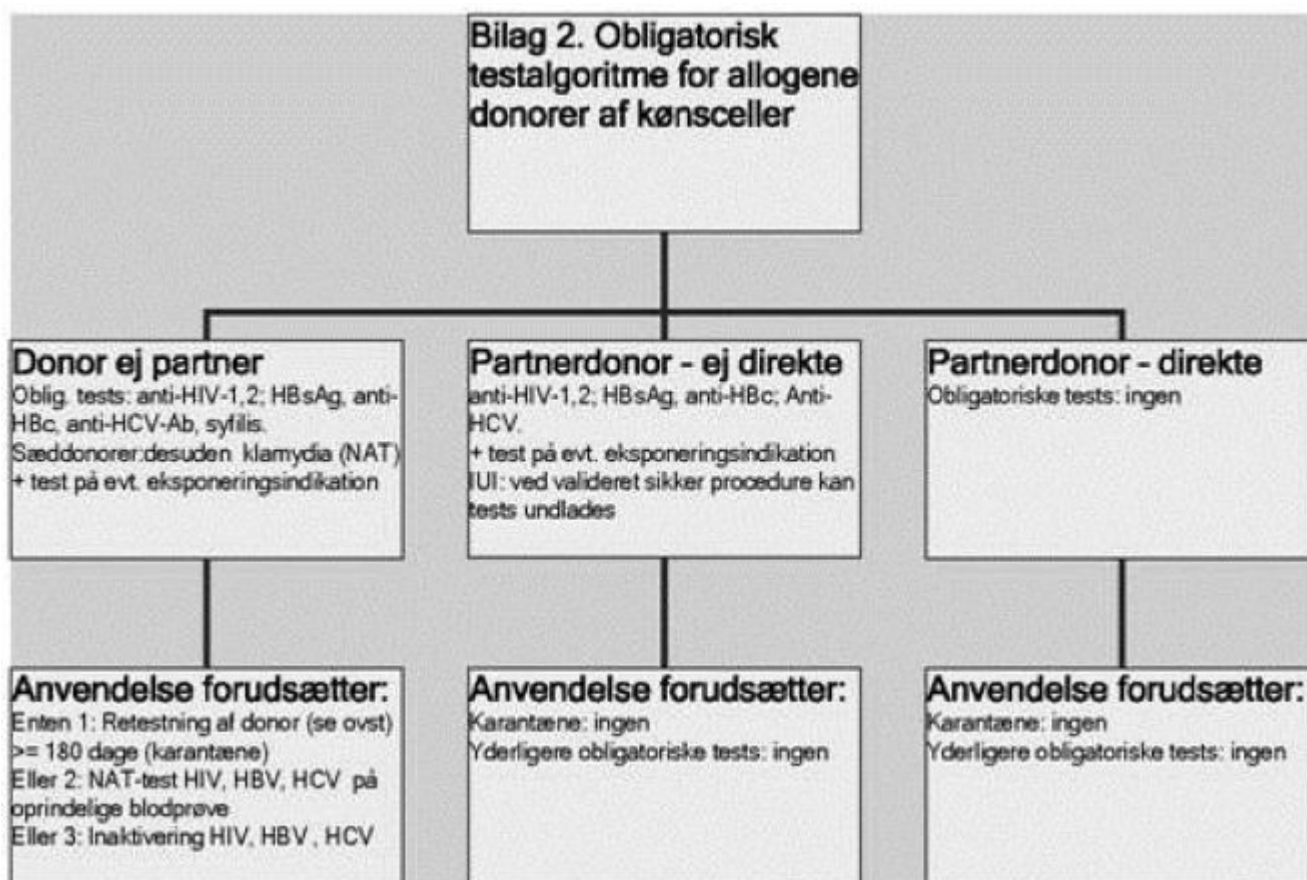 Bilag 2. Obligatorisk
testalgoritme for allogene
donorer af kønsceller
Donor ej partner
Oblig. tests: anti-HIV-1,2; HBsAg, anti-
HBc, anti-HCV-Ab, syfilis.
Sæddonorer:desuden klamydia (NAT)
+ test på evt. eksponeringsindikation
Partnerdonor - ej direkte
anti-HIV-1,2; HBsAg, anti-HBc; Anti-
HCV.
+ test på evt. eksponeringsindikation
IUI: ved valideret sikker procedure kan
tests undlades
Partnerdonor - direkte
Obligatoriske tests: ingen
Anvendelse forudsætter:
Enten 1: Retestning af donor (se ovst)
>= 180 dage (karantæne)
Eller 2: NAT-test HIV, HBV, HCV på
oprindelige blodprøve
Eller 3: Inaktivering HIV, HBV , HCV
Anvendelse forudsætter:
Karantæne: ingen
Yderligere obligatoriske tests: ingen
Anvendelse forudsætter:
Karantæne: ingen
Yderligere obligatoriske tests: ingen